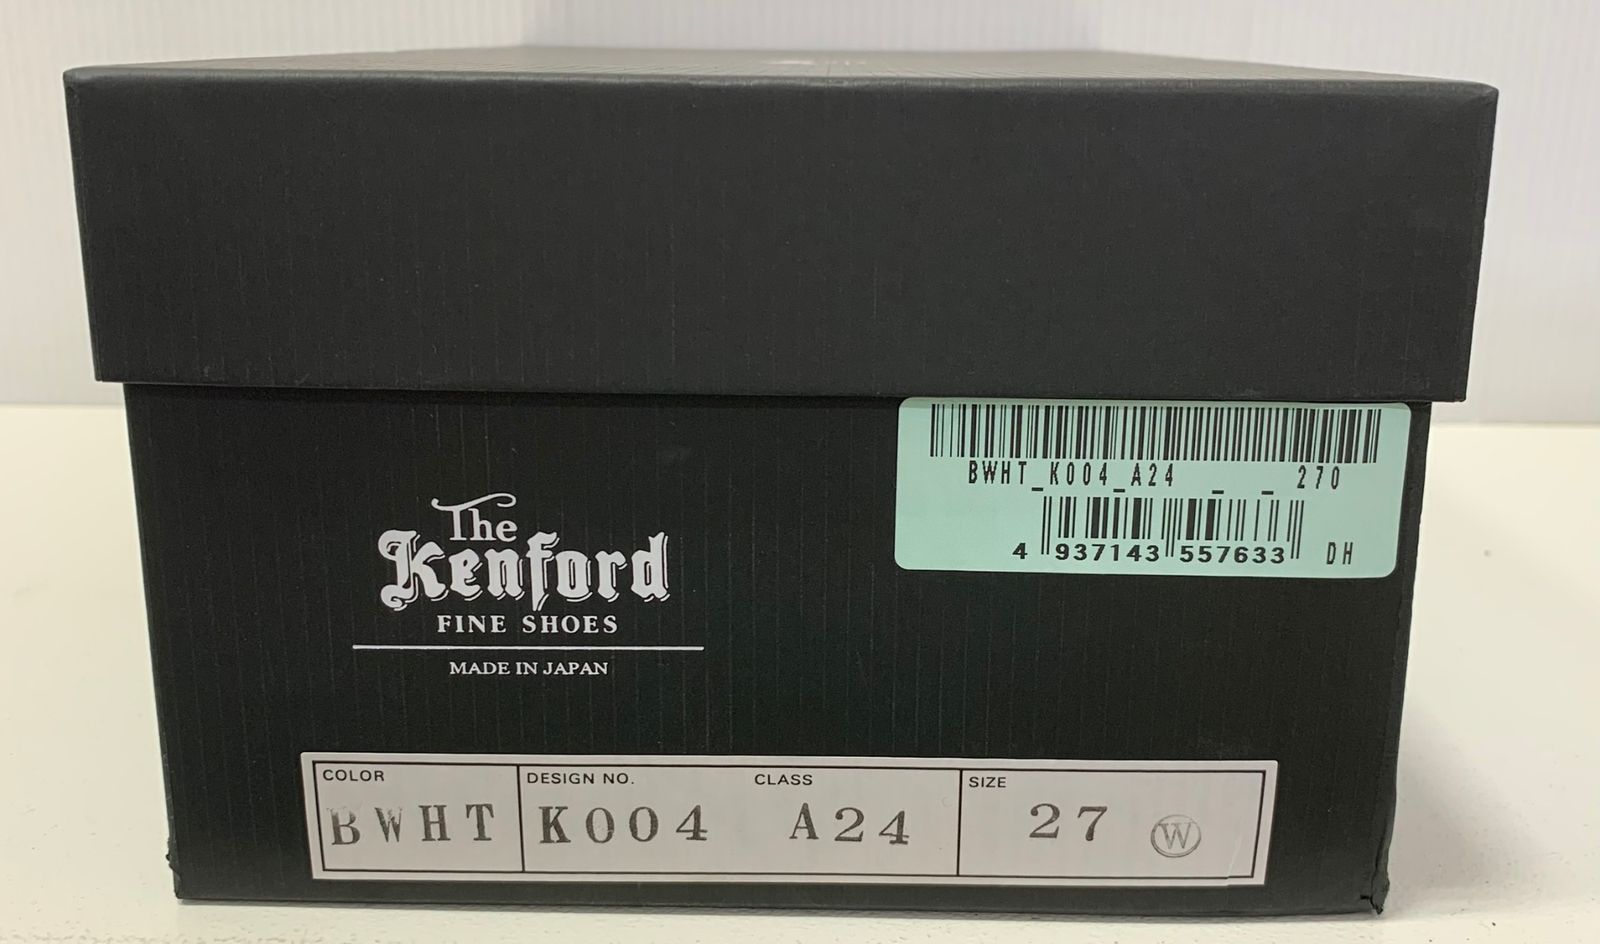 BWHT_K004_A24 _ _ 270
4 937143 557633 DH
The
Kenford
FINE SHOES
MADE IN JAPAN
COLOR DESIGN NO. CLASS SIZE
BWHT K004 A24 27 W